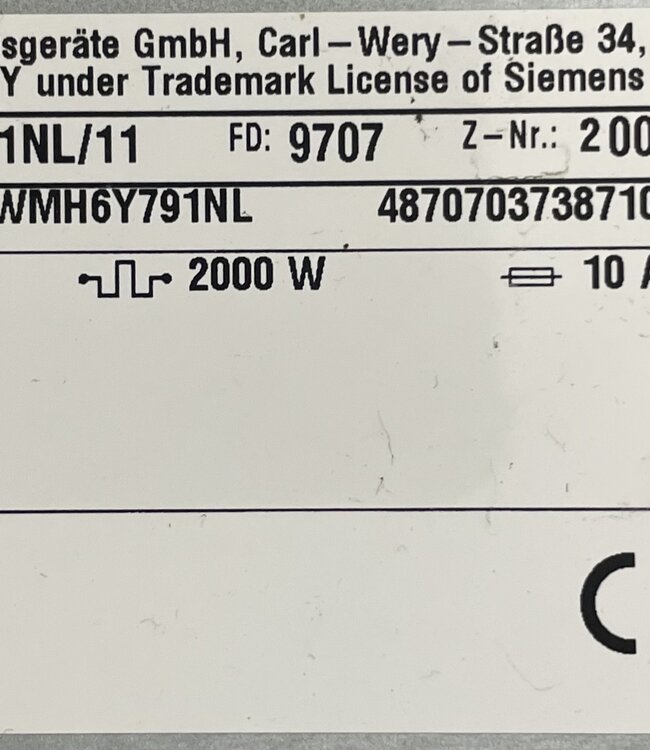 sgeräte GmbH, Carl-Wery-Straße 34,
Y under Trademark License of Siemens
1NL/11 FD: 9707 Z-Nr.: 200
WMH6Y791NL 4870703738710
2000 W 10 A
C